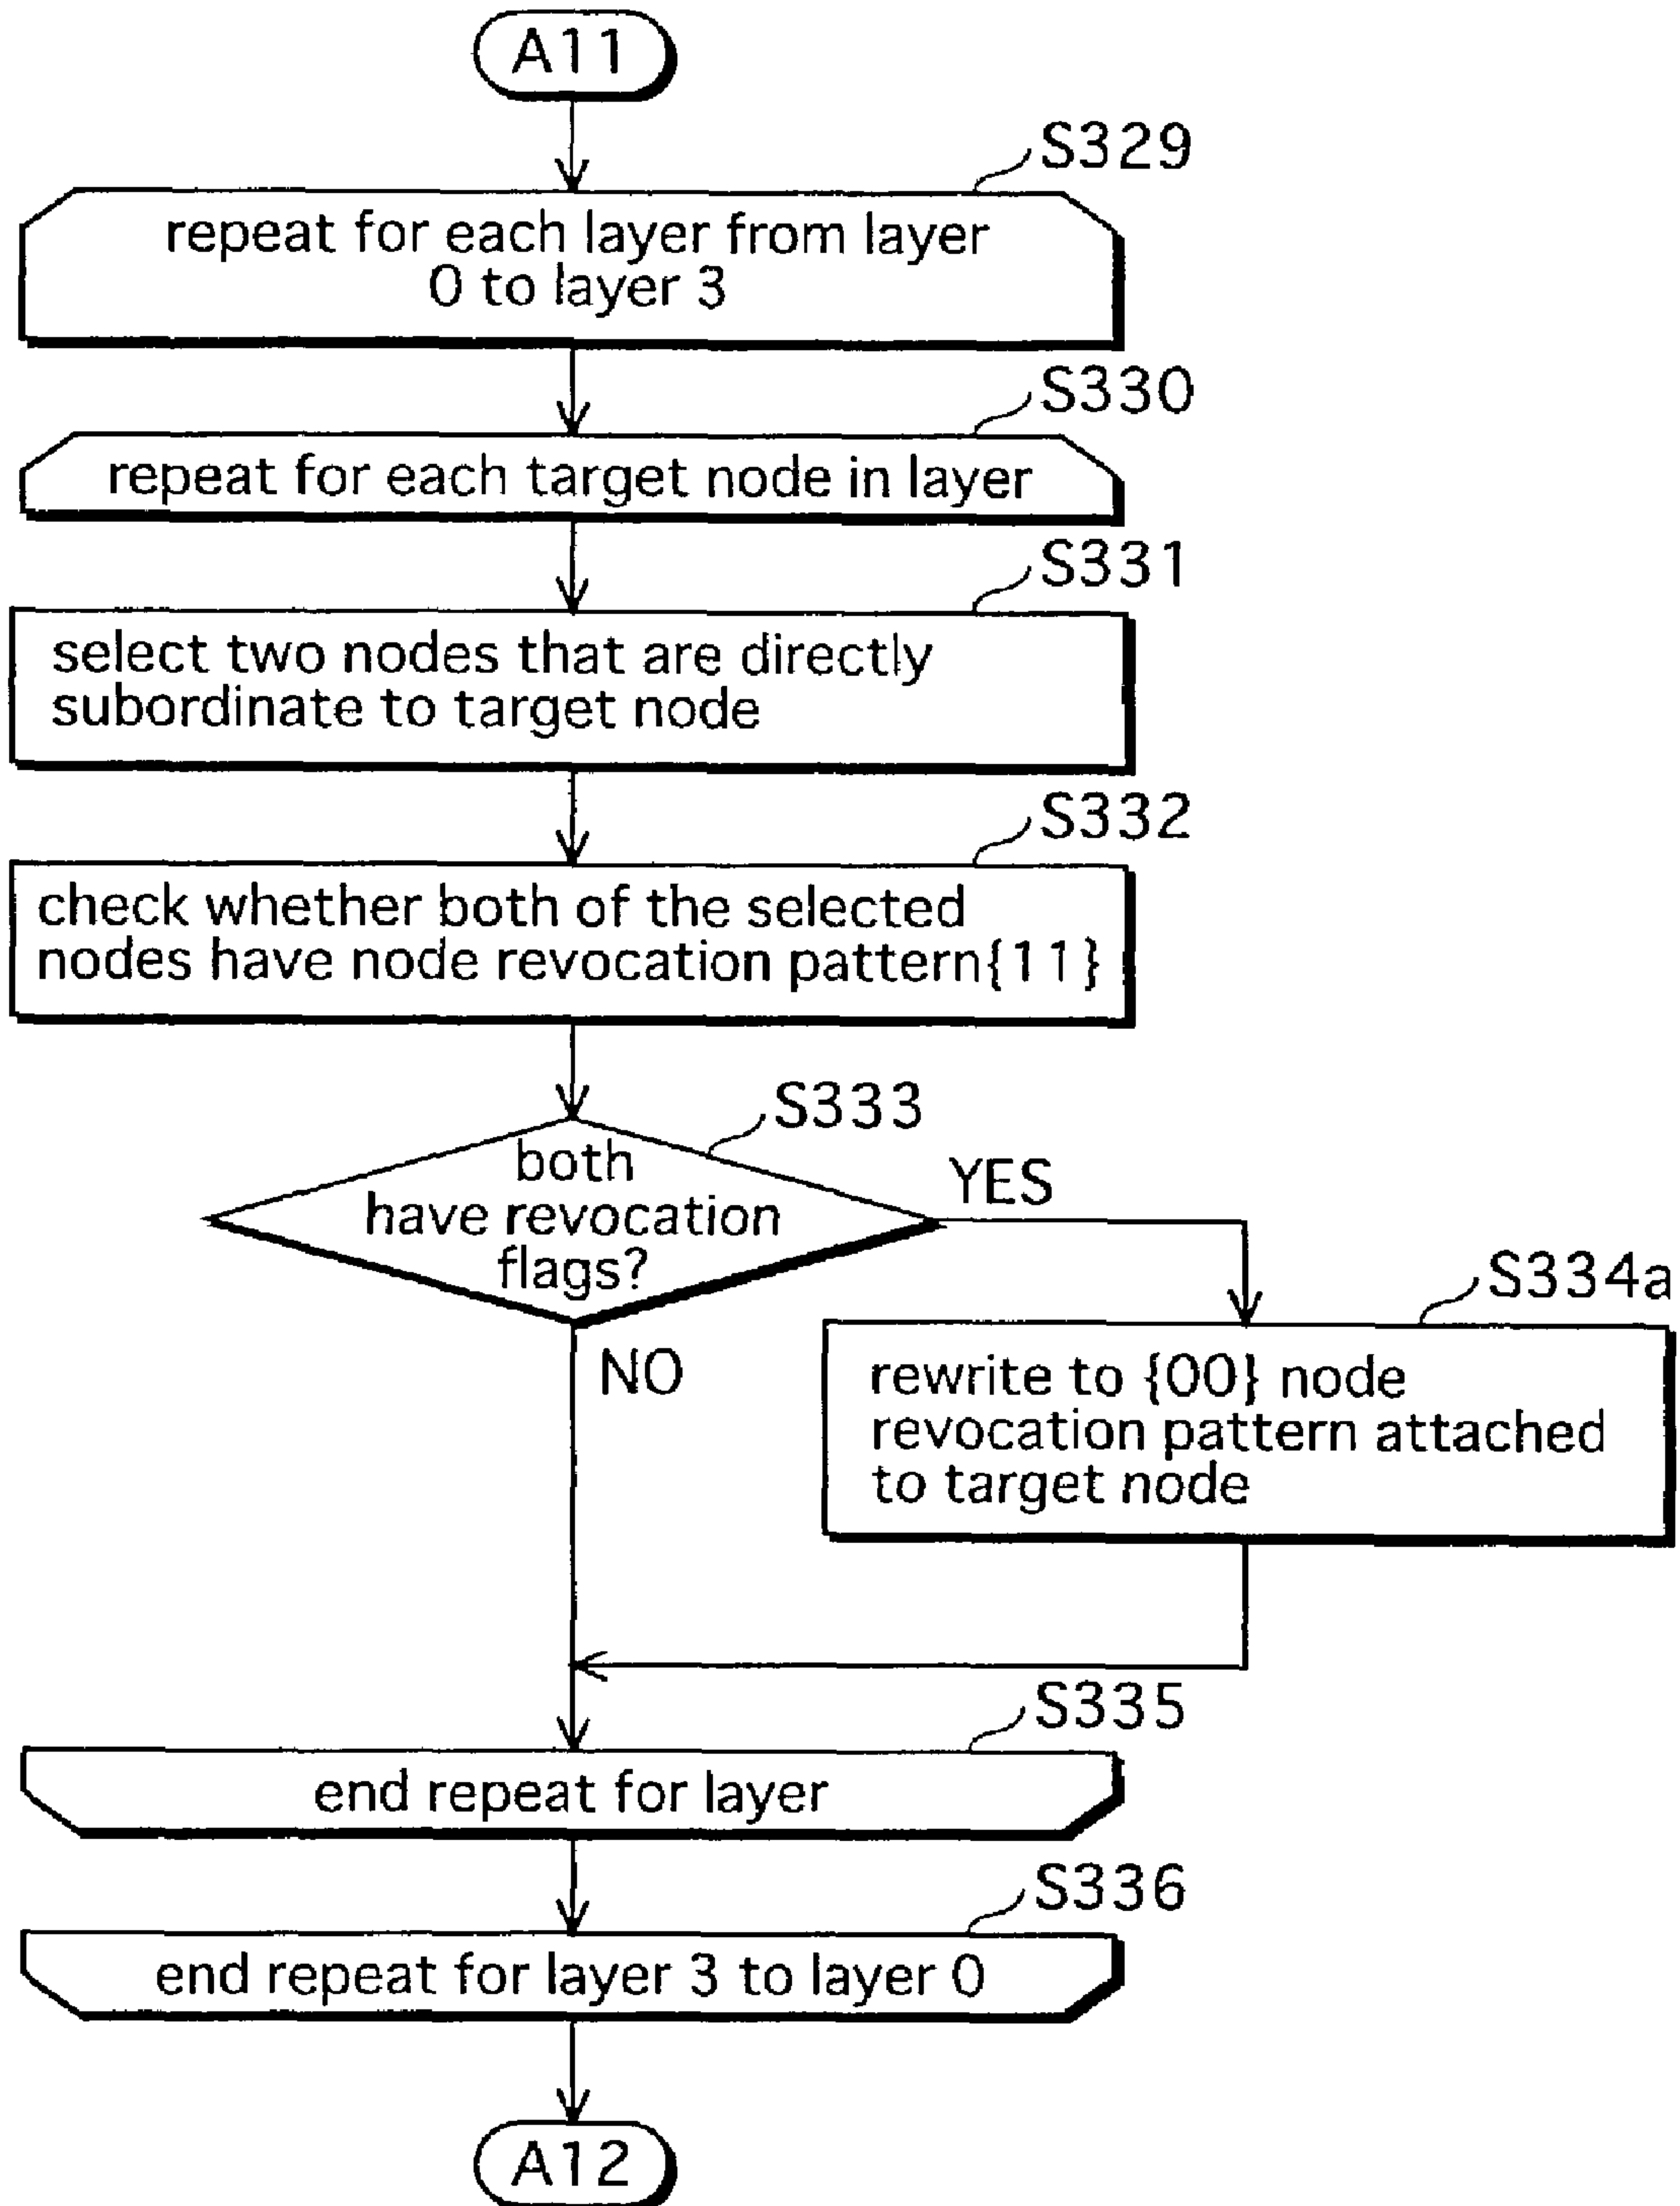 A11
S329
repeat for each layer from layer
0 to layer 3
S330
repeat for each target node in layer
S331
select two nodes that are directly
subordinate to target node
S332
check whether both of the selected
nodes have node revocation pattern{11}
S333
both
have revocation
flags?
YES
NO
S334a
rewrite to {00} node
revocation pattern attached
to target node
S335
end repeat for layer
S336
end repeat for layer 3 to layer 0
A12